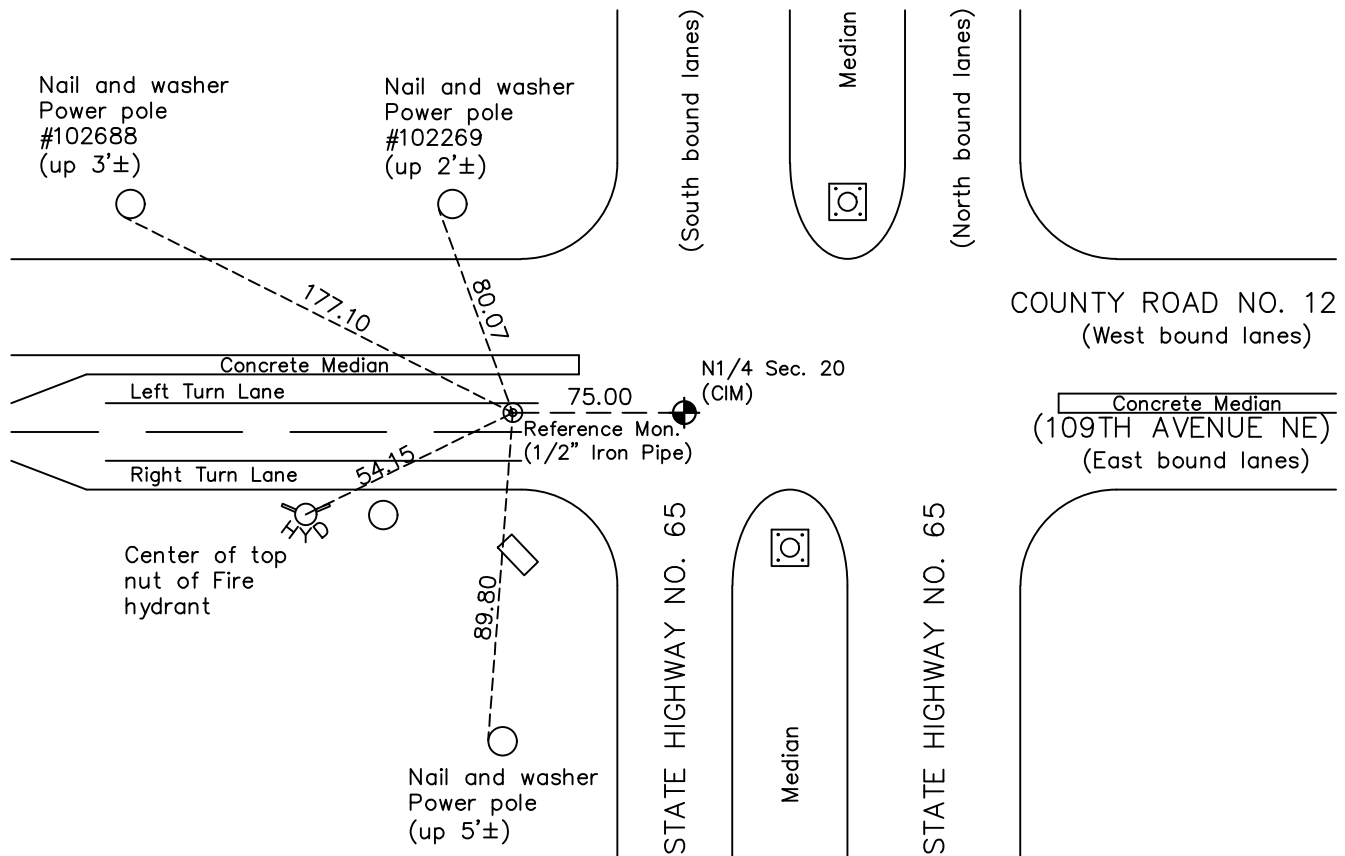 Nail and washer
Power pole
#102688
(up 3'±)
Nail and washer
Power pole
#102269
(up 2'±)
(South bound lanes)
Median
(North bound lanes)
177.10
80.07
COUNTY ROAD NO. 12
(West bound lanes)
Concrete Median
Left Turn Lane
75.00
N1/4 Sec. 20
(CIM)
Concrete Median
(109TH AVENUE NE)
(East bound lanes)
Reference Mon.
(1/2" Iron Pipe)
54.15
Right Turn Lane
HYD
Center of top
nut of Fire
hydrant
89.80
STATE HIGHWAY NO. 65
Median
STATE HIGHWAY NO. 65
Nail and washer
Power pole
(up 5'±)